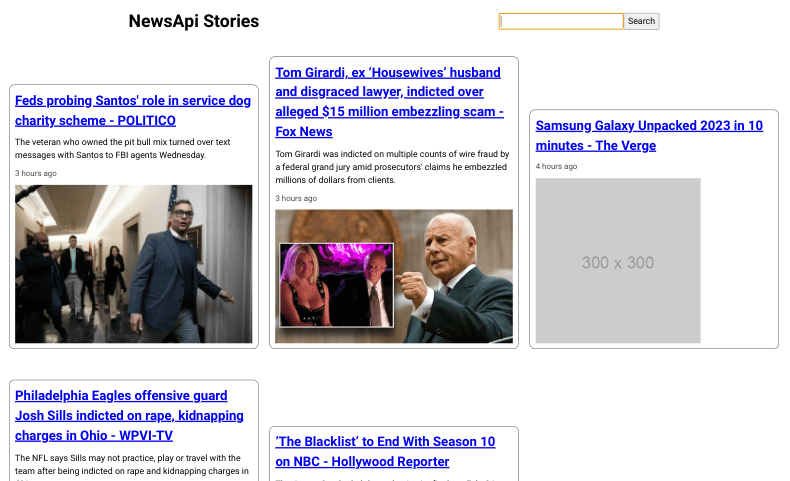 NewsApi Stories
Search
Feds probing Santos' role in service dog
charity scheme - POLITICO
The veteran who owned the pit bull mix turned over text
messages with Santos to FBI agents Wednesday.
3 hours ago
Tom Girardi, ex ‘Housewives’ husband
and disgraced lawyer, indicted over
alleged $15 million embezzling scam -
Fox News
Tom Girardi was indicted on multiple counts of wire fraud by
a federal grand jury amid prosecutors' claims he embezzled
millions of dollars from clients.
3 hours ago
Samsung Galaxy Unpacked 2023 in 10
minutes - The Verge
4 hours ago
300 x 300
Philadelphia Eagles offensive guard
Josh Sills indicted on rape, kidnapping
charges in Ohio - WPVI-TV
The NFL says Sills may not practice, play or travel with the
team after being indicted on rape and kidnapping charges in
‘The Blacklist’ to End With Season 10
on NBC - Hollywood Reporter